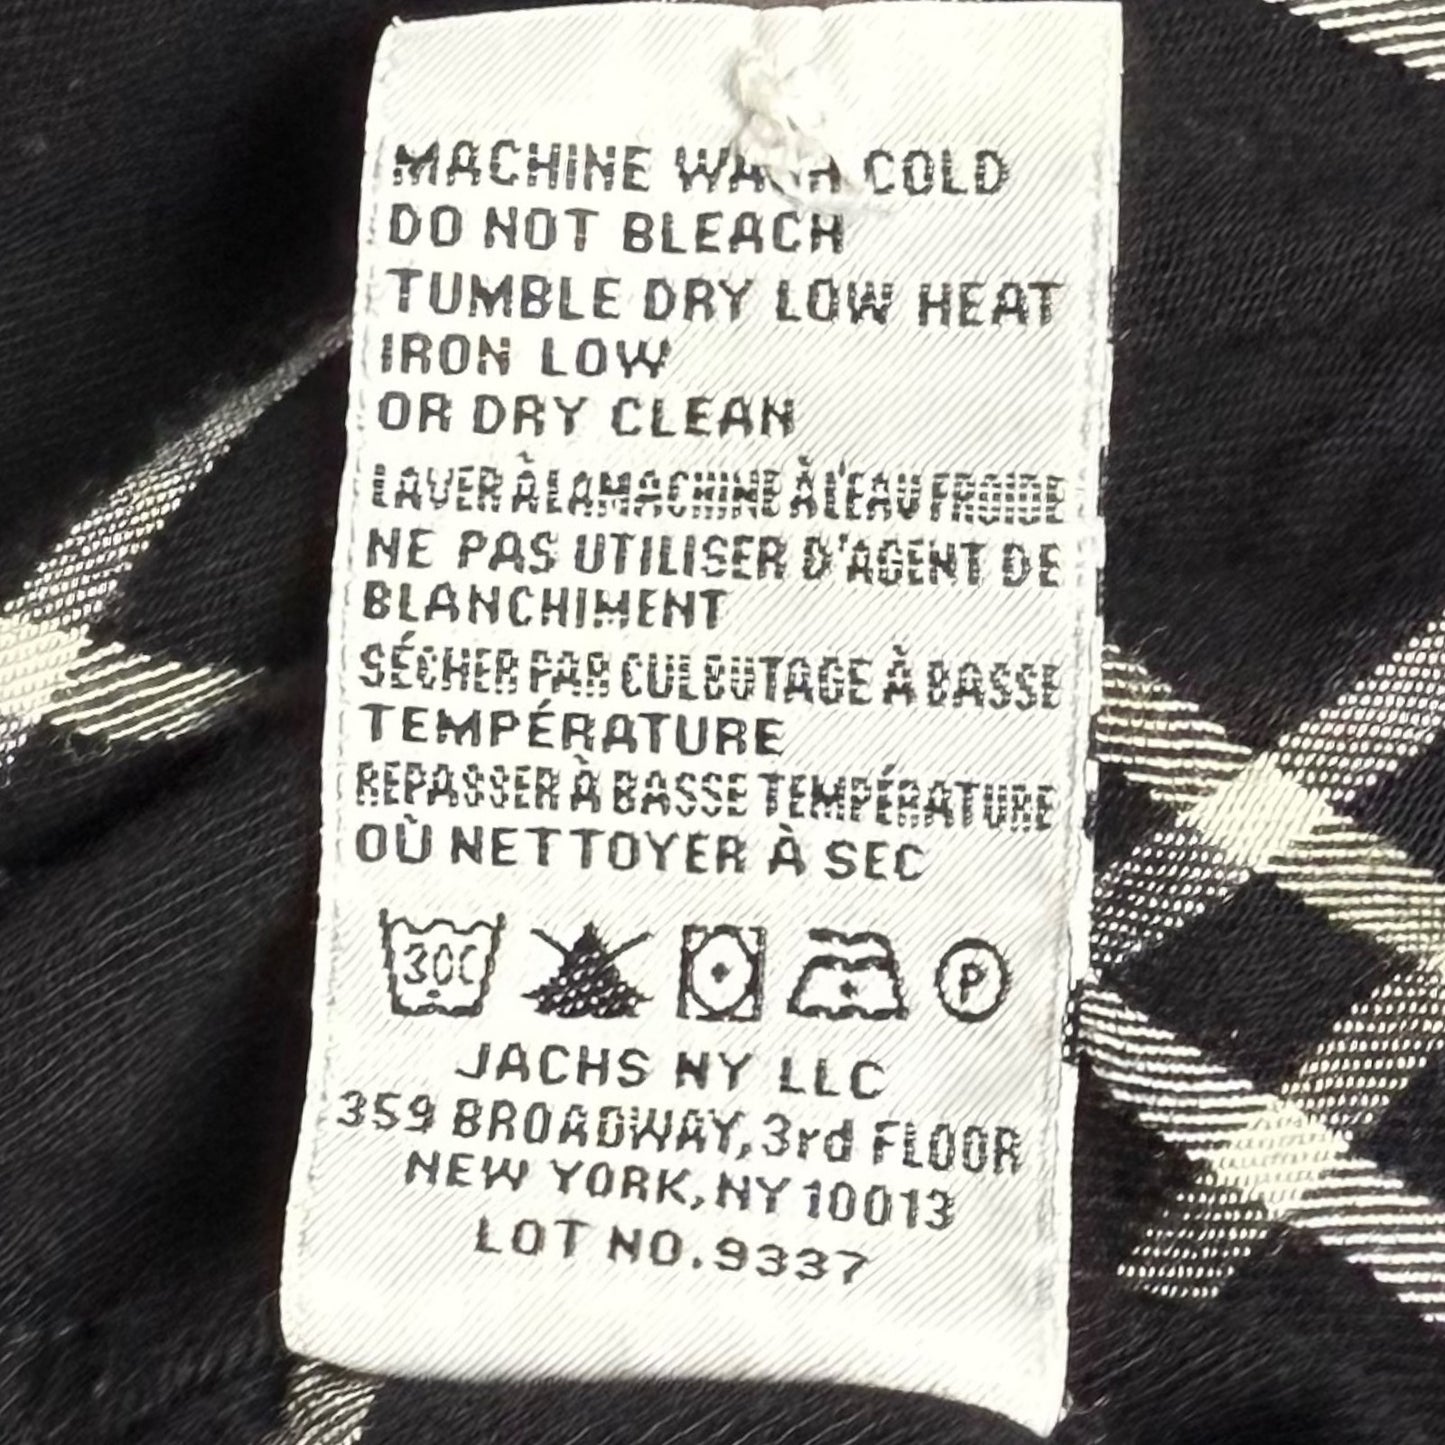 MACHINE WASH COLD
DO NOT BLEACH
TUMBLE DRY LOW HEAT
IRON LOW
OR DRY CLEAN
LAVER À LA MACHINE À L'EAU FROIDE
NE PAS UTILISER D'AGENT DE
BLANCHIMENT
SÉCHER PAR CULBUTAGE À BASSE
TEMPÉRATURE
REPASSER À BASSE TEMPÉRATURE
OÙ NETTOYER À SEC
30C P
JACHS NY LLC
359 BROADWAY, 3rd FLOOR
NEW YORK, NY 10013
LOT NO. 9337